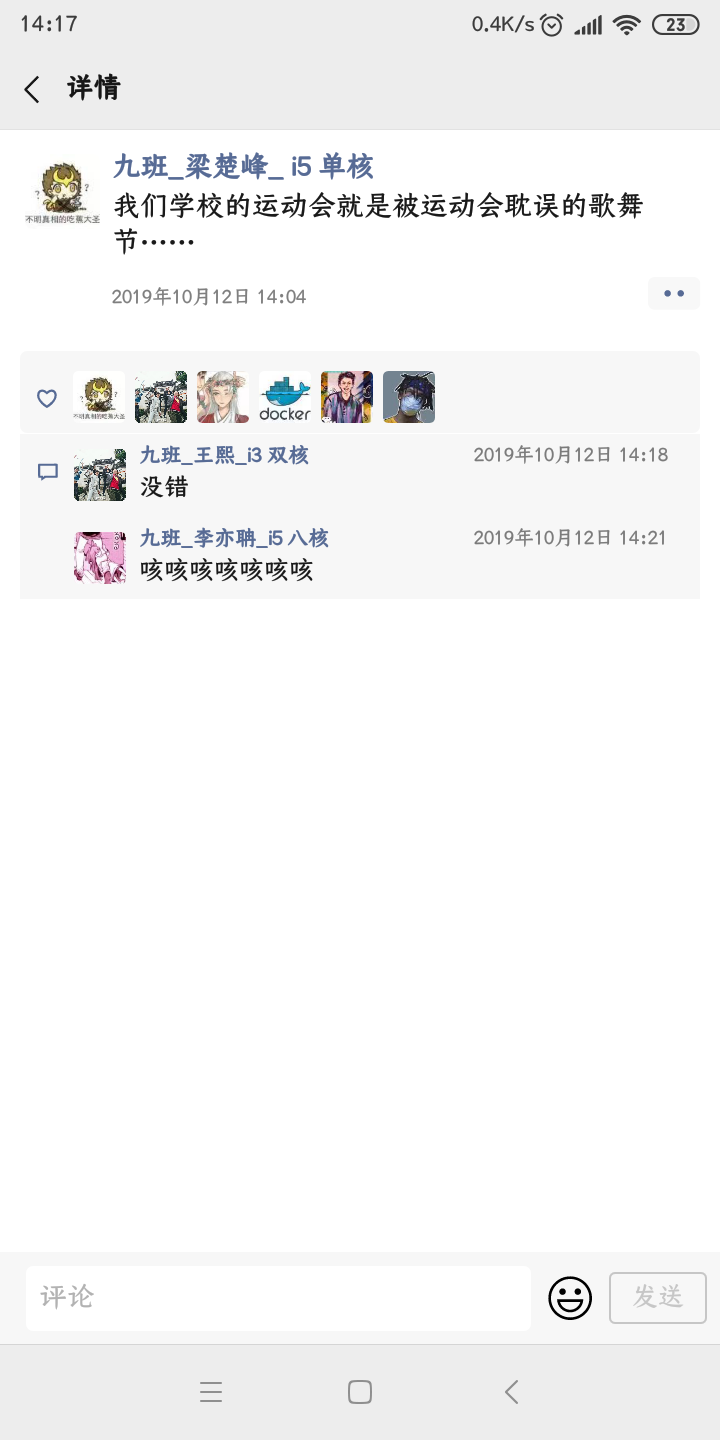 14:17
0.4K/s
23
详情
九班_梁楚峰_ i5 单核
我们学校的运动会就是被运动会耽误的歌舞
节······
不明真相的吃蕉大圣
2019年10月12日 14:04
不明真相的吃蕉大圣
docker
九班_王熙_i3 双核
2019年10月12日 14:18
没错
九班_李亦聃_i5 八核
2019年10月12日 14:21
咳咳咳咳咳咳咳
评论
发送